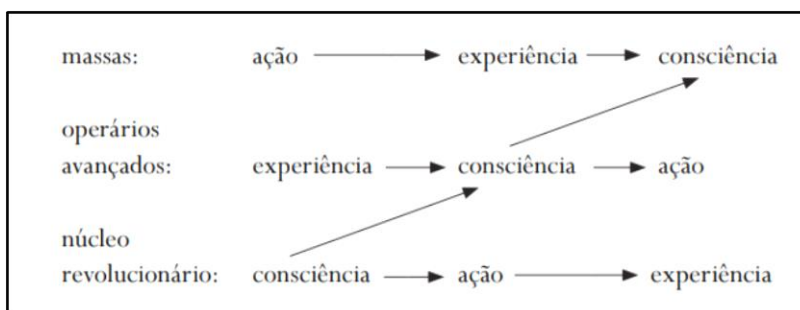 massas: ação experiência consciência
operários
avançados: experiência consciência ação
núcleo
revolucionário: consciência ação experiência